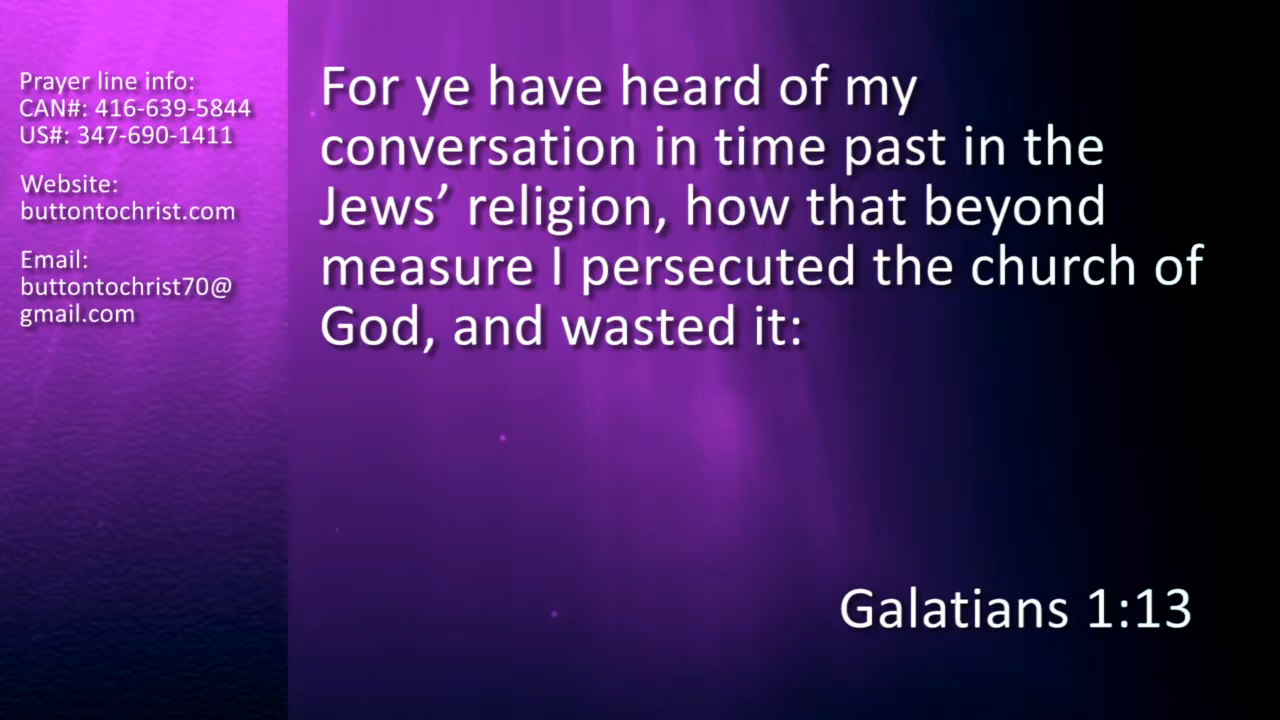 Prayer line info:
CAN#: 416-639-5844
US#: 347-690-1411
Website:
buttontochrist.com
Email:
buttontochrist70@
gmail.com
For ye have heard of my
conversation in time past in the
Jews’ religion, how that beyond
measure I persecuted the church of
God, and wasted it:
Galatians 1:13